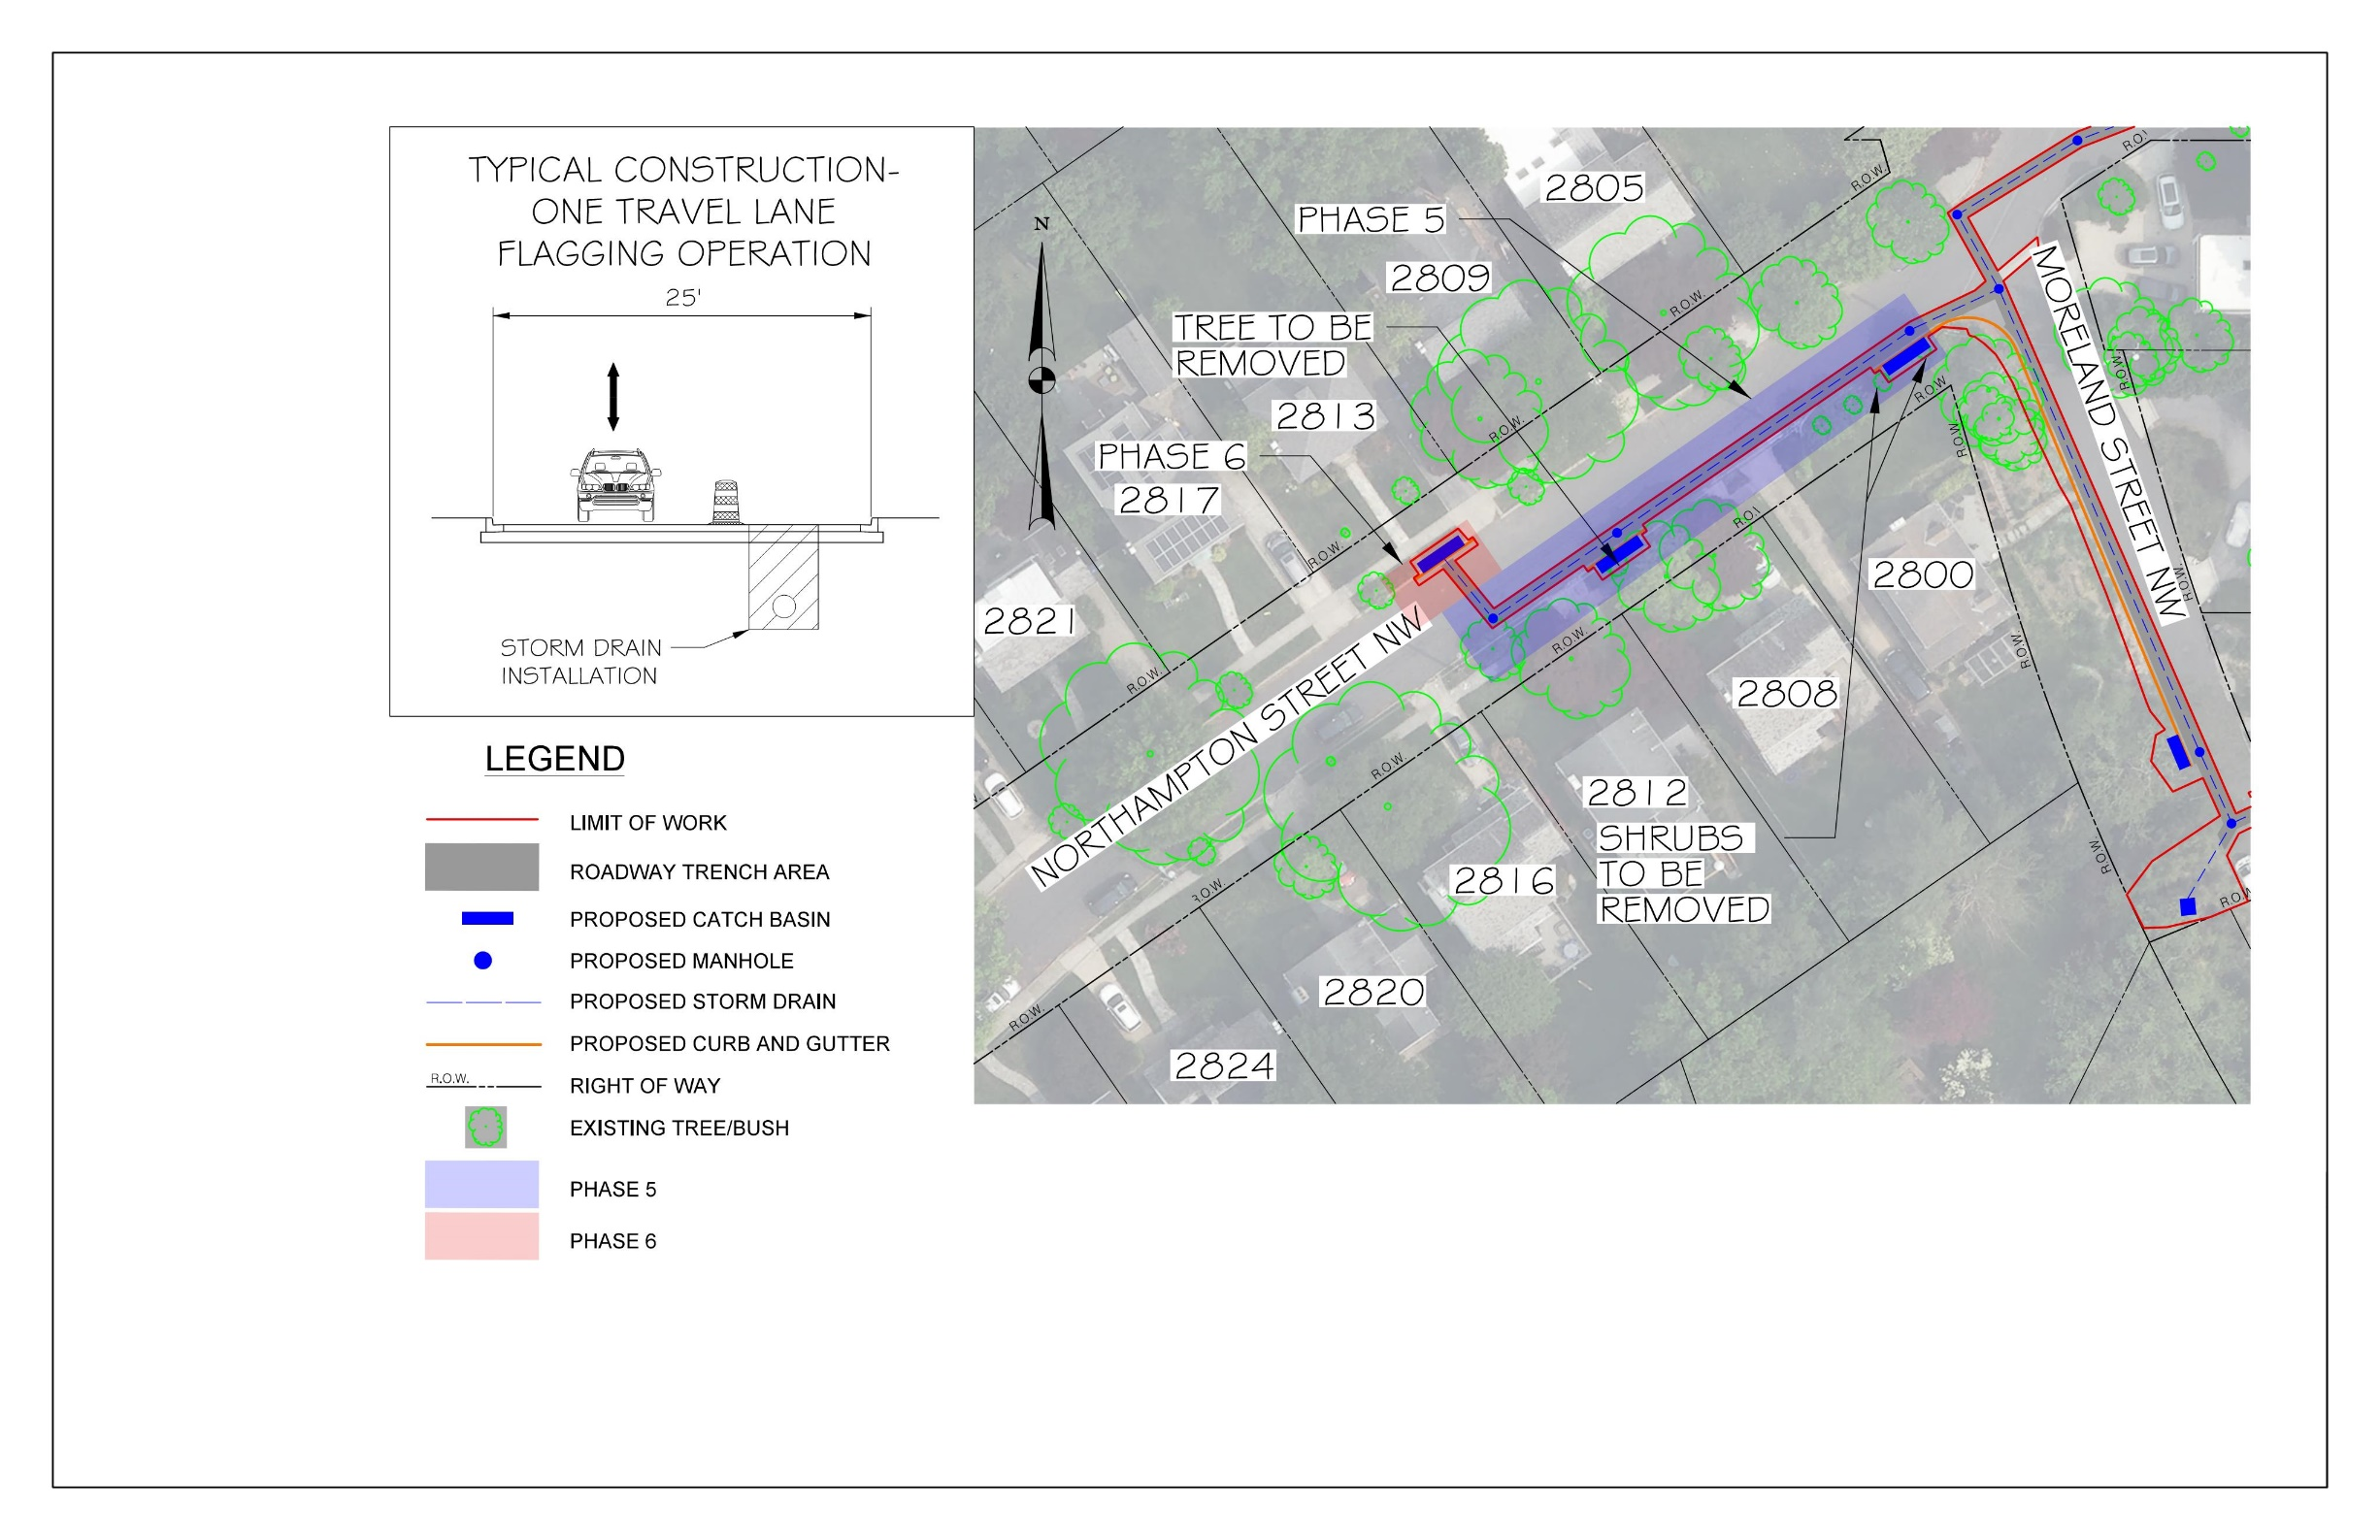 TYPICAL CONSTRUCTION-
ONE TRAVEL LANE
FLAGGING OPERATION
25'
STORM DRAIN
INSTALLATION
LEGEND
LIMIT OF WORK
ROADWAY TRENCH AREA
PROPOSED CATCH BASIN
PROPOSED MANHOLE
PROPOSED STORM DRAIN
PROPOSED CURB AND GUTTER
R.O.W.
RIGHT OF WAY
EXISTING TREE/BUSH
PHASE 5
PHASE 6
N
2805
PHASE 5
2809
TREE TO BE
REMOVED
2813
PHASE 6
2817
2821
NORTHAMPTON STREET NW
MORELAND STREET NW
2800
2808
2812
SHRUBS
TO BE
REMOVED
2816
2820
2824
R.O.W.
R.O.W.
R.O.W.
R.O.W.
R.O.W.
R.O.W.
R.O.W.
R.O.W.
R.O.W.
R.O.W.
R.O.W.
R.O.W.
R.O.W.
R.O.W.